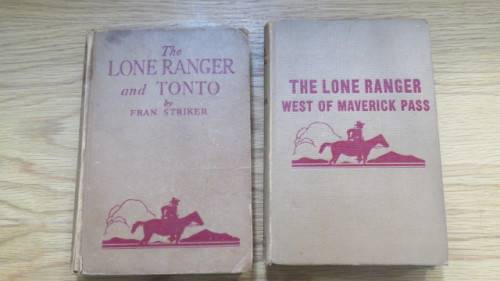 The
LONE RANGER
and TONTO
by
FRAN STRIKER
THE LONE RANGER
WEST OF MAVERICK PASS